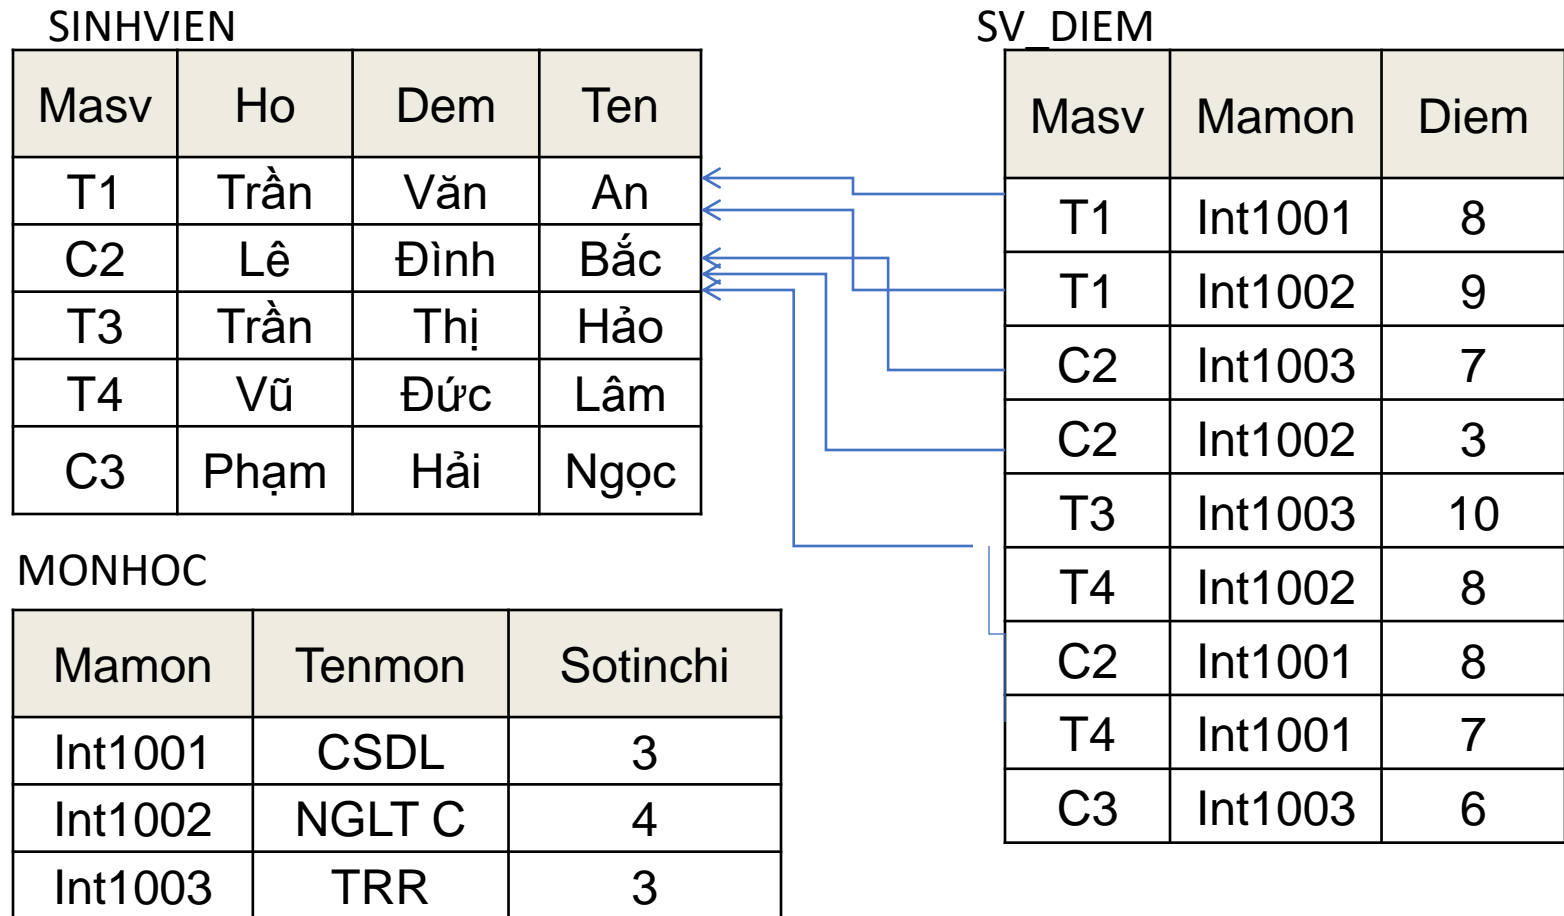 SINHVIEN
Masv Ho Dem Ten
T1 Trần Văn An
C2 Lê Đình Bắc
T3 Trần Thị Hảo
T4 Vũ Đức Lâm
C3 Phạm Hải Ngọc
MONHOC
Mamon Tenmon Sotinchi
Int1001 CSDL 3
Int1002 NGLT C 4
Int1003 TRR 3
SV_DIEM
Masv Mamon Diem
T1 Int1001 8
T1 Int1002 9
C2 Int1003 7
C2 Int1002 3
T3 Int1003 10
T4 Int1002 8
C2 Int1001 8
T4 Int1001 7
C3 Int1003 6